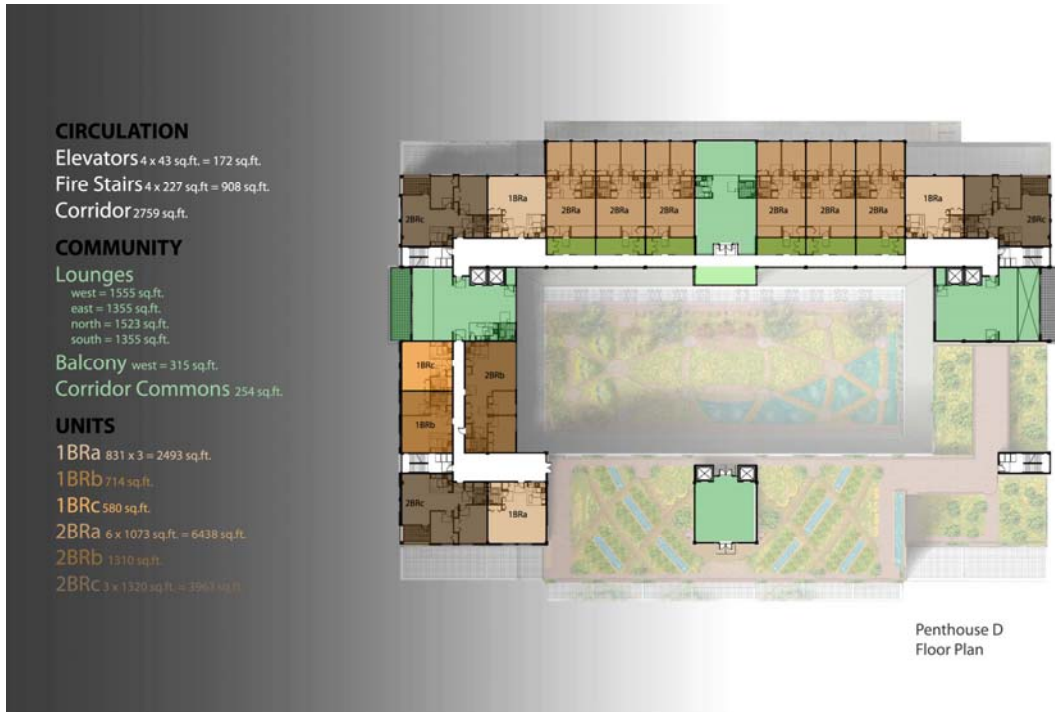 CIRCULATION
Elevators 4 x 43 sq.ft. = 172 sq.ft.
Fire Stairs 4 x 227 sq.ft = 908 sq.ft.
Corridor 2759 sq.ft.
COMMUNITY
Lounges
west = 1555 sq.ft.
east = 1355 sq.ft.
north = 1523 sq.ft.
south = 1355 sq.ft.
Balcony west = 315 sq.ft.
Corridor Commons 254 sq.ft.
UNITS
1BRa 831 x 3 = 2493 sq.ft.
1BRb 714 sq.ft.
1BRc 580 sq.ft.
2BRa 6 x 1073 sq.ft. = 6438 sq.ft.
2BRb 1310 sq.ft.
2BRc 3 x 1320 sq.ft. = 3963 sq.ft.
2BRc
1BRa
2BRa
2BRa
2BRa
2BRa
2BRa
2BRa
1BRa
2BRc
1BRc
2BRb
1BRb
2BRc
1BRa
Penthouse D
Floor Plan